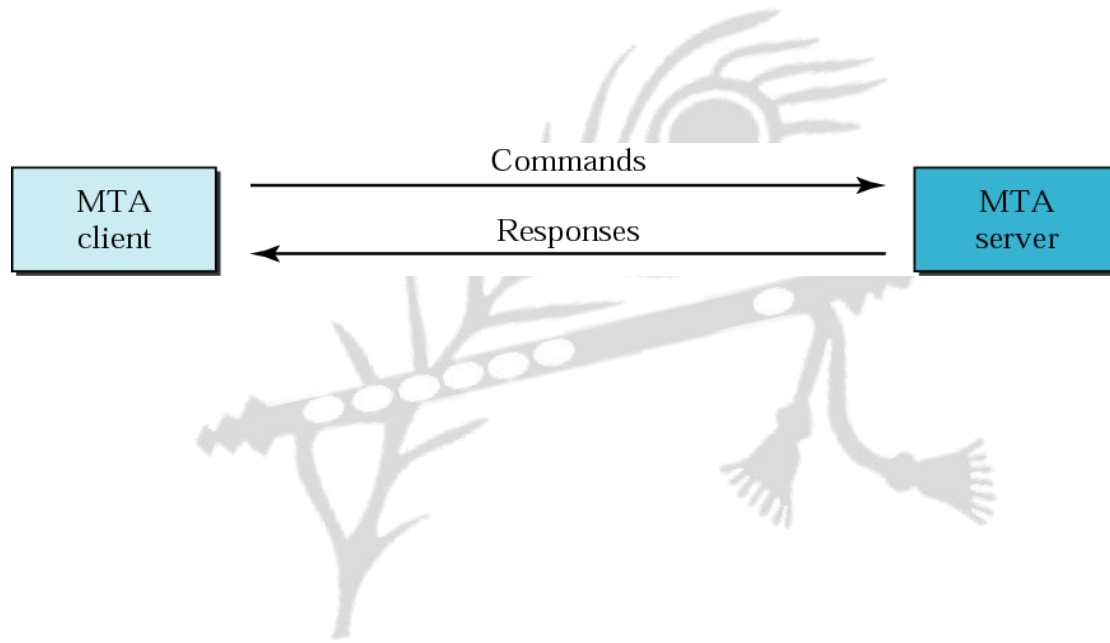 Commands
MTA
client
MTA
server
Responses